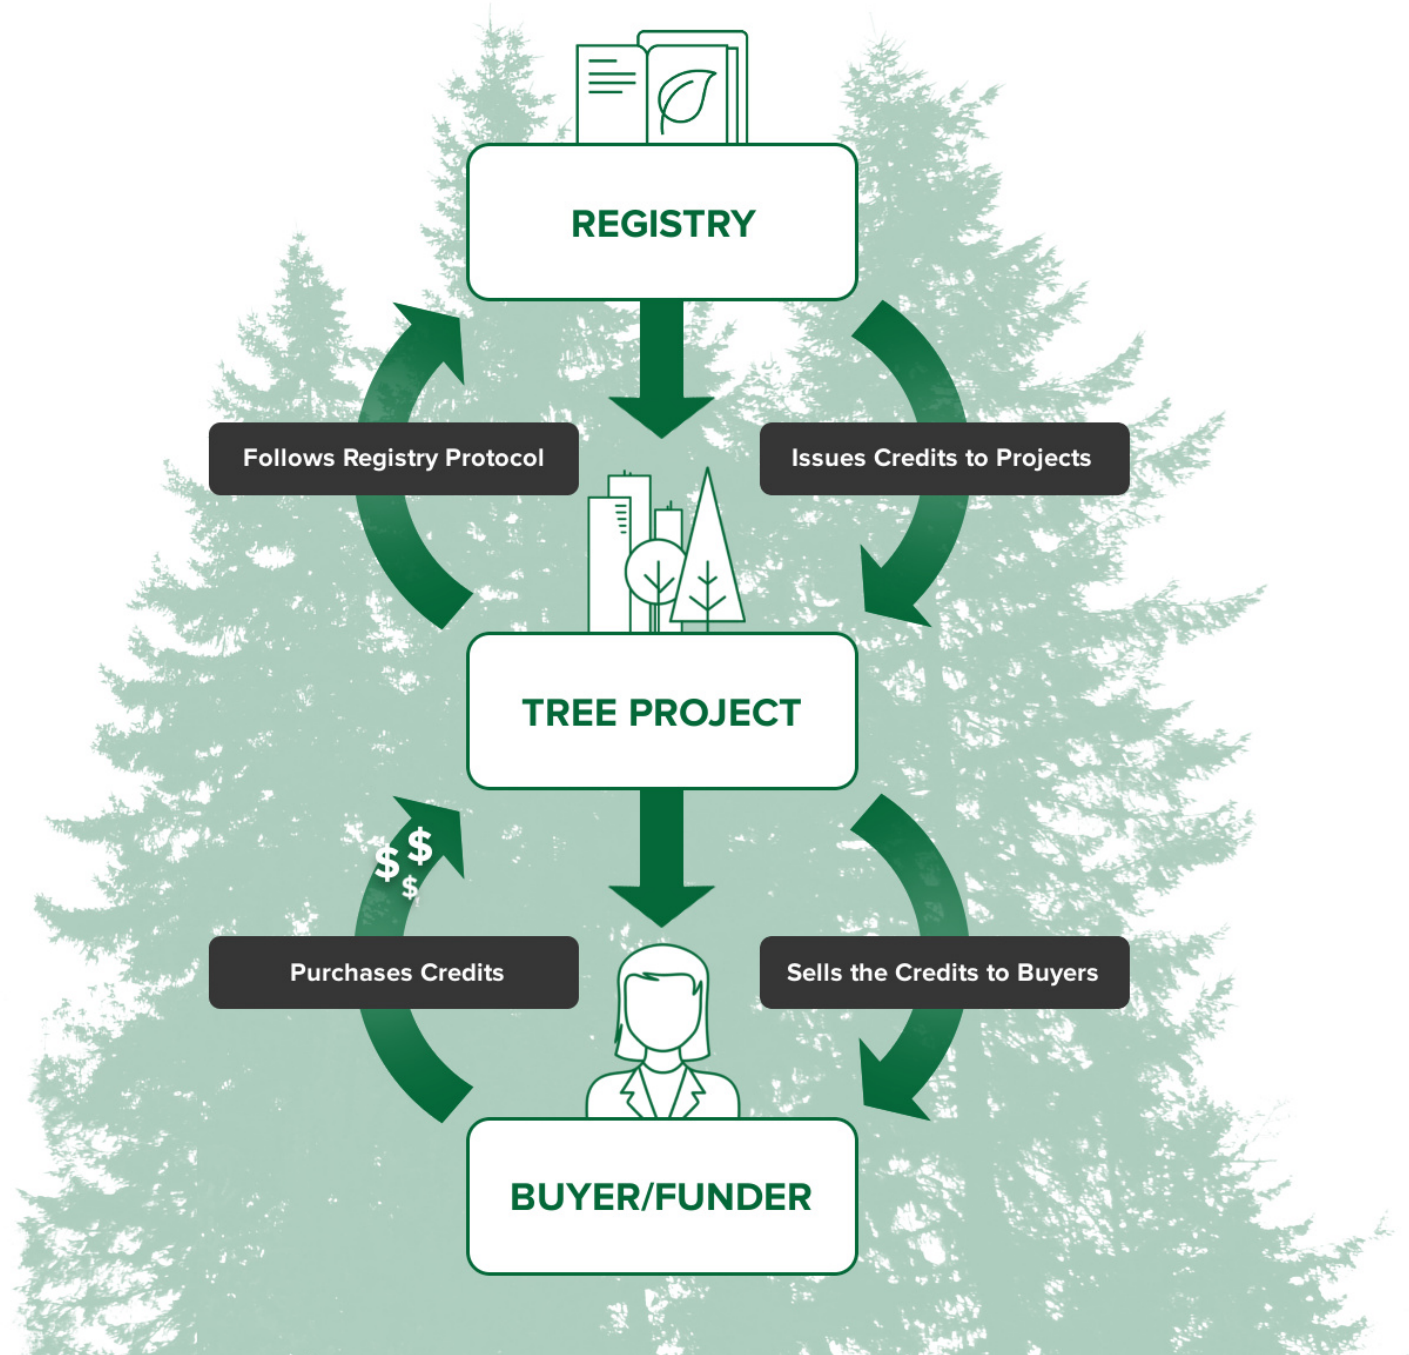 REGISTRY
Follows Registry Protocol
Issues Credits to Projects
TREE PROJECT
$ $
$
Purchases Credits
Sells the Credits to Buyers
BUYER/FUNDER